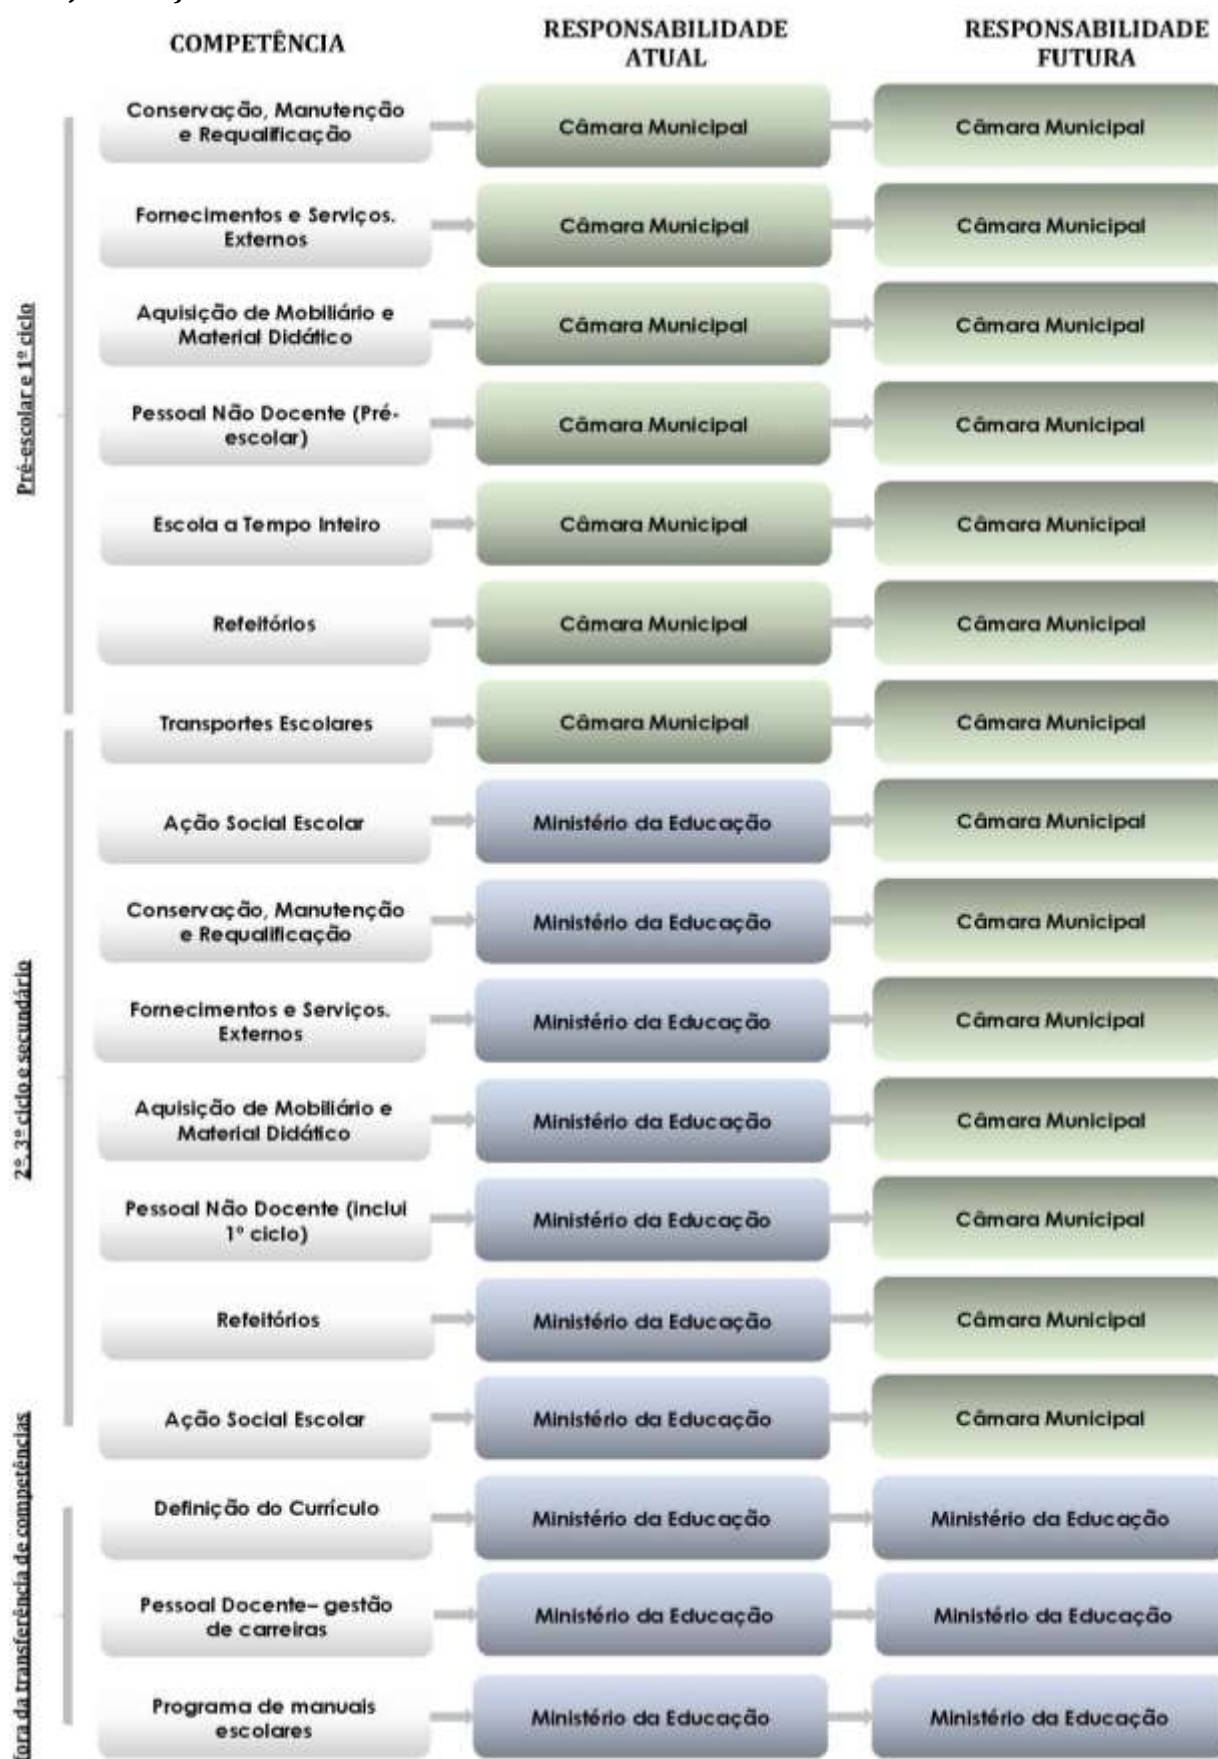 COMPETÊNCIA
RESPONSABILIDADE
ATUAL
RESPONSABILIDADE
FUTURA
Pré-escolar e 1º ciclo
Conservação, Manutenção
e Requalificação
Câmara Municipal
Câmara Municipal
Fornecimentos e Serviços.
Externos
Câmara Municipal
Câmara Municipal
Aquisição de Mobiliário e
Material Didático
Câmara Municipal
Câmara Municipal
Pessoal Não Docente (Pré-
escolar)
Câmara Municipal
Câmara Municipal
Escola a Tempo Inteiro
Câmara Municipal
Câmara Municipal
Refeitórios
Câmara Municipal
Câmara Municipal
Transportes Escolares
Câmara Municipal
Câmara Municipal
2º, 3º ciclo e secundário
Ação Social Escolar
Ministério da Educação
Câmara Municipal
Conservação, Manutenção
e Requalificação
Ministério da Educação
Câmara Municipal
Fornecimentos e Serviços.
Externos
Ministério da Educação
Câmara Municipal
Aquisição de Mobiliário e
Material Didático
Ministério da Educação
Câmara Municipal
Pessoal Não Docente (inclui
1º ciclo)
Ministério da Educação
Câmara Municipal
Refeitórios
Ministério da Educação
Câmara Municipal
Ação Social Escolar
Ministério da Educação
Câmara Municipal
fora da transferência de competências
Definição do Currículo
Ministério da Educação
Ministério da Educação
Pessoal Docente– gestão
de carreiras
Ministério da Educação
Ministério da Educação
Programa de manuais
escolares
Ministério da Educação
Ministério da Educação